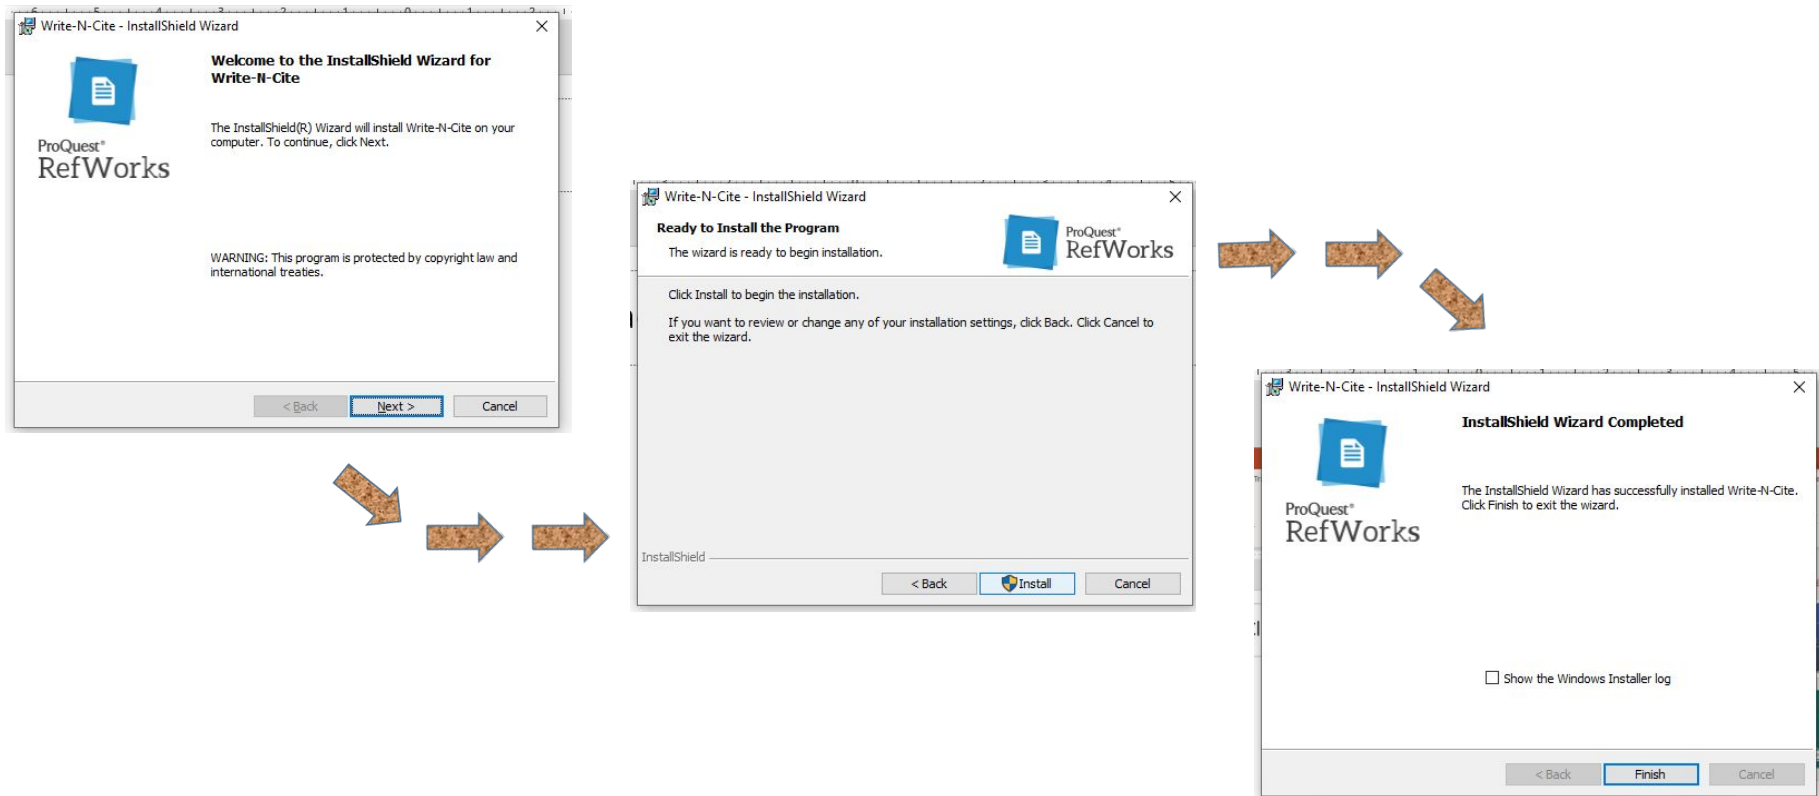 Write-N-Cite - InstallShield Wizard
Welcome to the InstallShield Wizard for
Write-N-Cite
The InstallShield(R) Wizard will install Write-N-Cite on your
computer. To continue, click Next.
ProQuest®
RefWorks
WARNING: This program is protected by copyright law and
international treaties.
< Back
Next >
Cancel
Write-N-Cite - InstallShield Wizard
Ready to Install the Program
The wizard is ready to begin installation.
ProQuest®
RefWorks
Click Install to begin the installation.
If you want to review or change any of your installation settings, click Back. Click Cancel to
exit the wizard.
InstallShield
< Back
Install
Cancel
Write-N-Cite - InstallShield Wizard
InstallShield Wizard Completed
The InstallShield Wizard has successfully installed Write-N-Cite.
Click Finish to exit the wizard.
ProQuest®
RefWorks
Show the Windows Installer log
< Back
Finish
Cancel